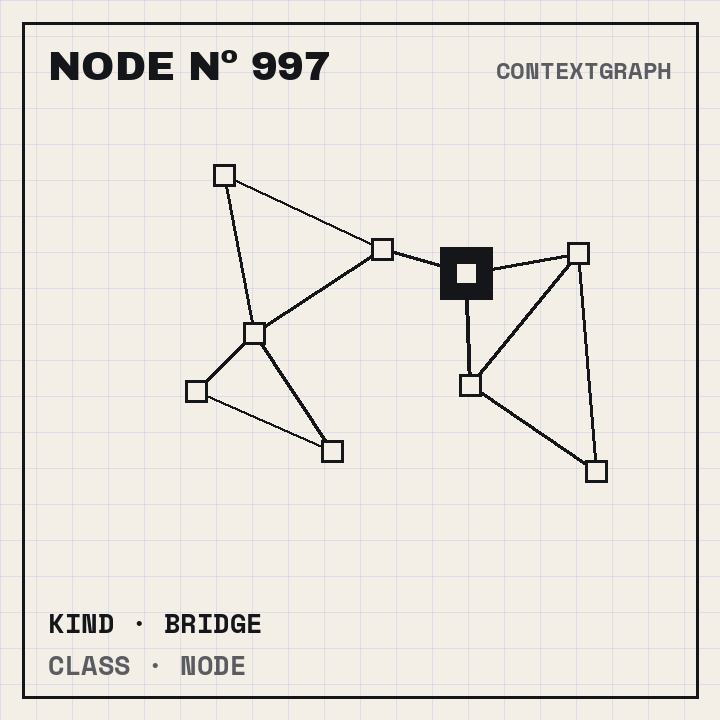 NODE Nº 997
CONTEXTGRAPH
KIND · BRIDGE
CLASS · NODE